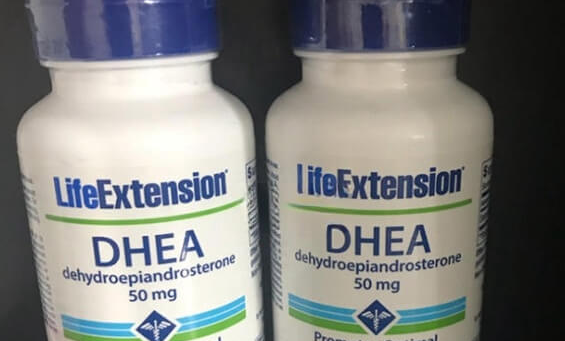 LifeExtension
DHEA
dehydroepiandrosterone
50 mg
LifeExtension
DHEA
dehydroepiandrosterone
50 mg